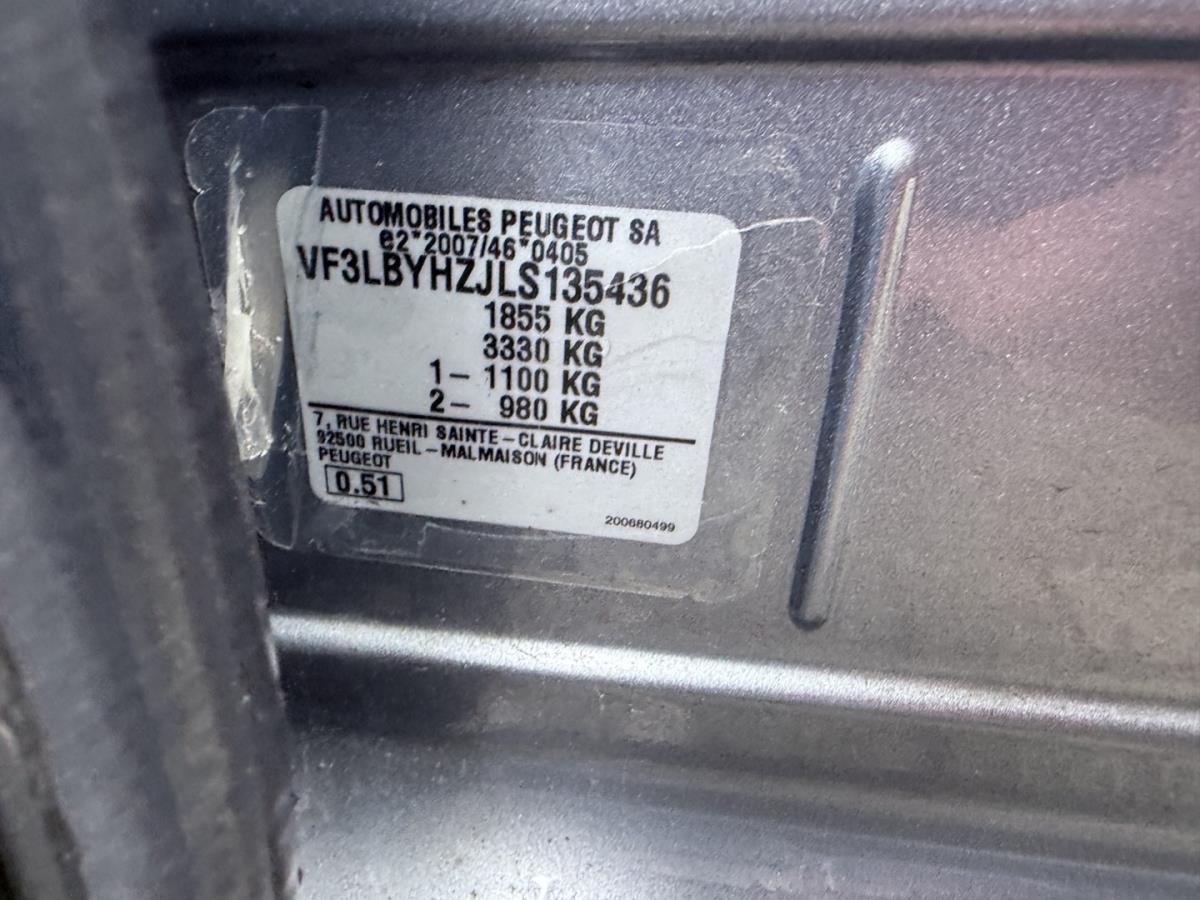 AUTOMOBILES PEUGEOT SA
e2*2007/46*0405
VF3LBYHZJLS135436
1855 KG
3330 KG
1– 1100 KG
2– 980 KG
7, RUE HENRI SAINTE–CLAIRE DEVILLE
92500 RUEIL–MALMAISON (FRANCE)
PEUGEOT
0.51
200680499